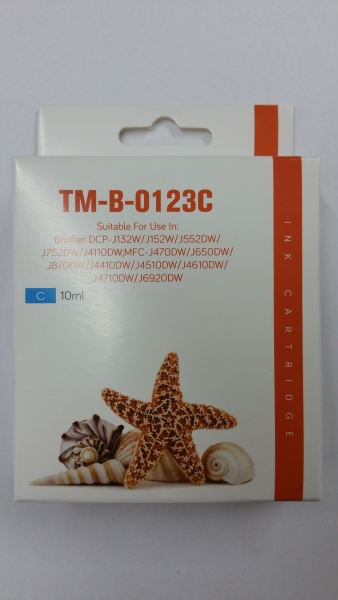 TM-B-0123C
Suitable For Use In:
Brother DCP-J132W/J152W/J552DW/
J752DW/J4110DW;MFC-J470DW/J650DW/
J870DW/J4410DW/J4510DW/J4610DW/
J4710DW/J6920DW
C 10ml
INK CARTRIDGE